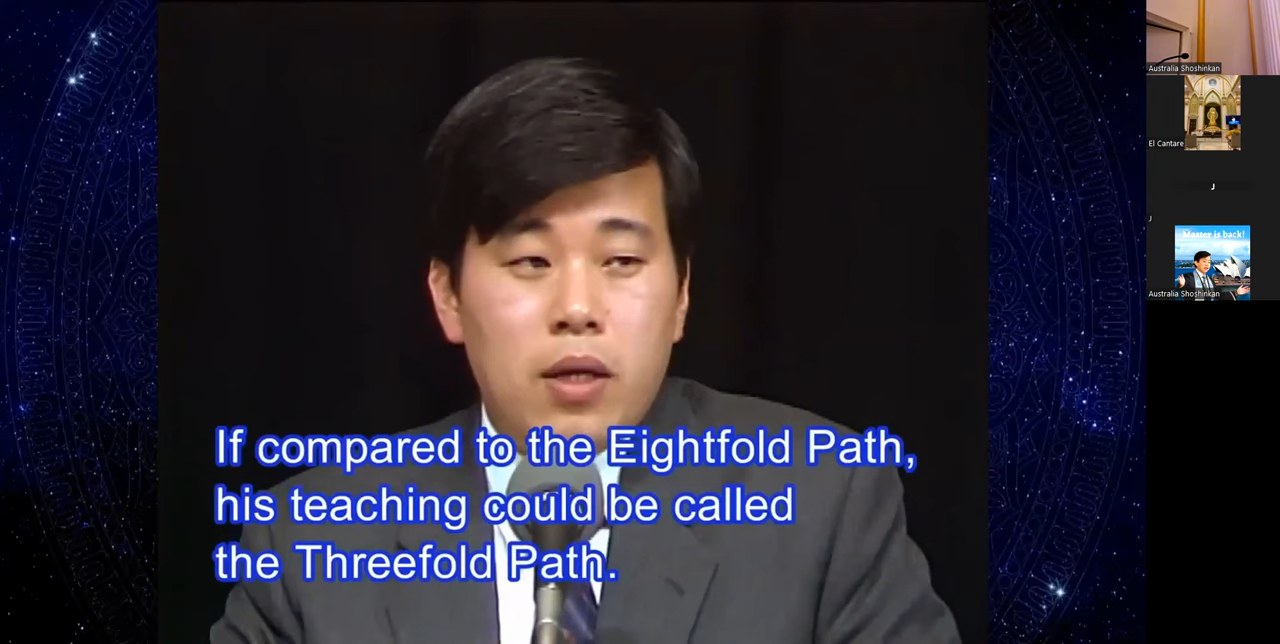 If compared to the Eightfold Path,
his teaching could be called
the Threefold Path.
Australia Shoshinkan
El Cantare
J
J
Master is back!
Australia Shoshinkan